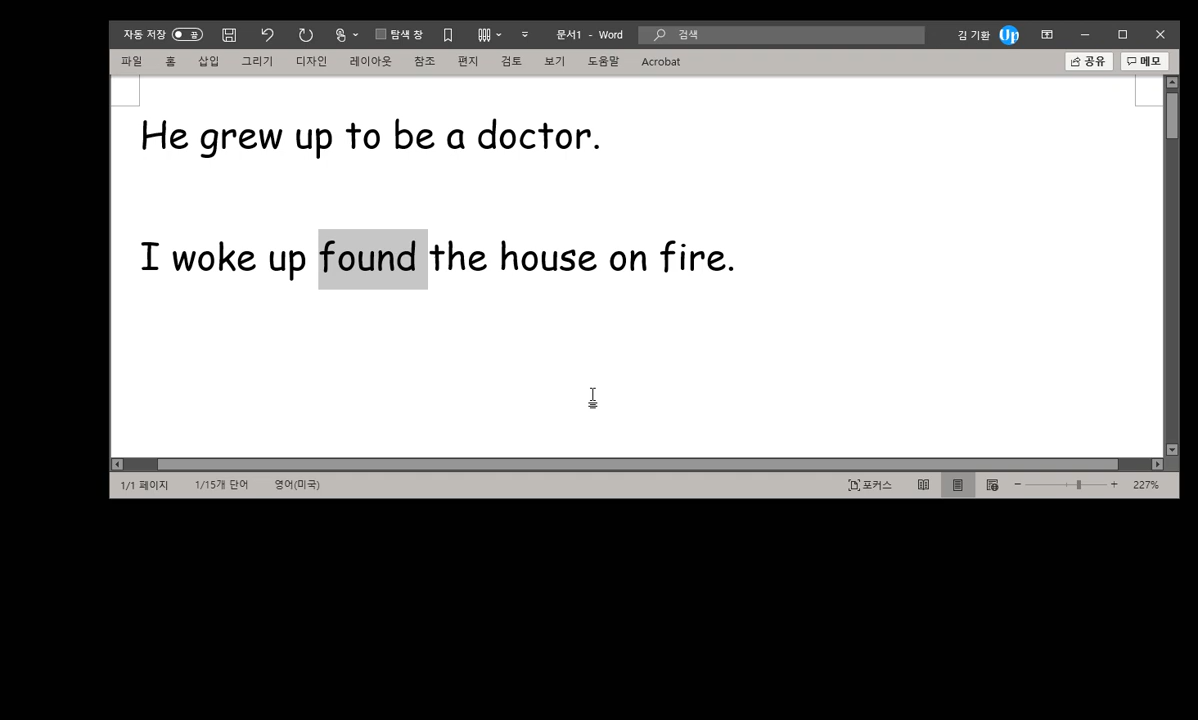 자동 저장 끔 탐색 창 문서1 - Word 검색 김 기환 Up
파일 홈 삽입 그리기 디자인 레이아웃 참조 편지 검토 보기 도움말 Acrobat 공유 메모
He grew up to be a doctor.
I woke up found the house on fire.
1/1 페이지 1/15개 단어 영어(미국) 포커스 227%